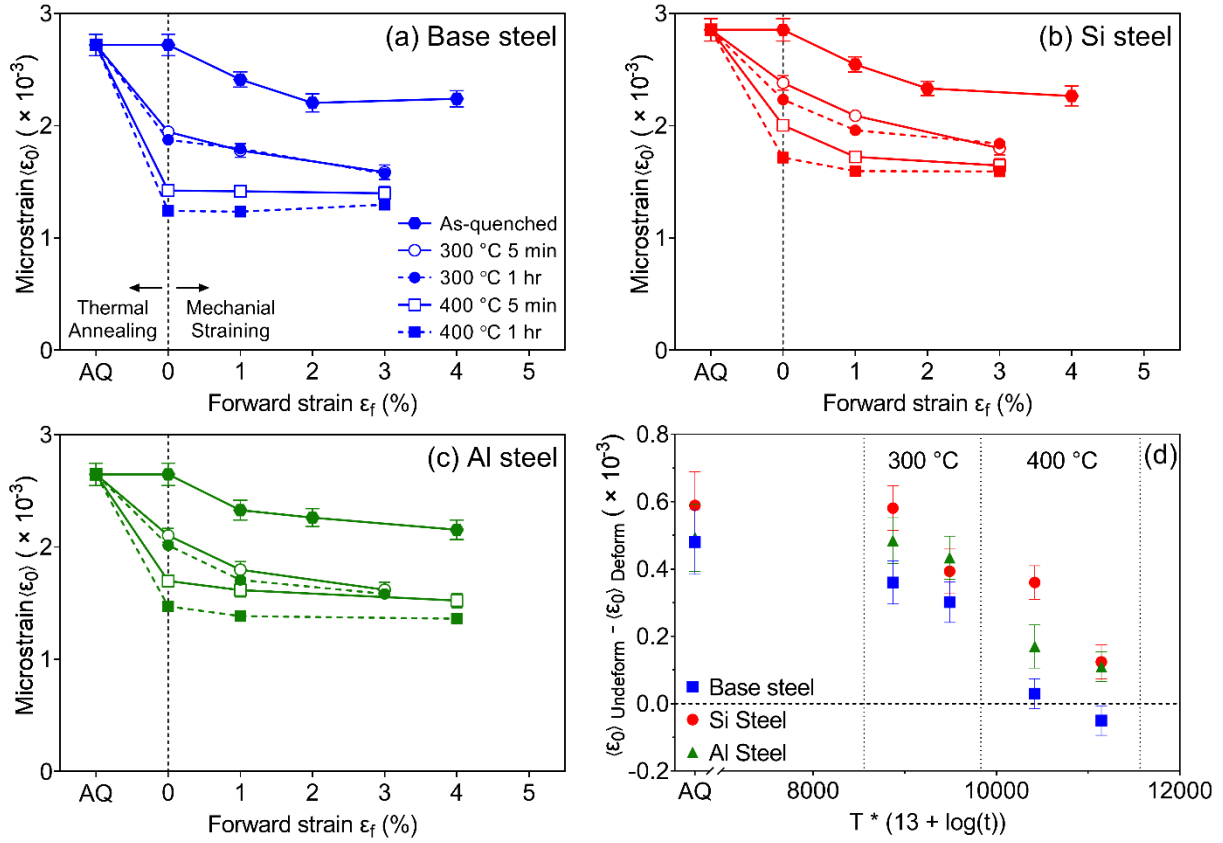 (a) Base steel
3
2
1
0
Microstrain ⟨ε₀⟩ ( × 10⁻³)
As-quenched
300 °C 5 min
300 °C 1 hr
400 °C 5 min
400 °C 1 hr
Thermal
Annealing
Mechanial
Straining
AQ 0 1 2 3 4 5
Forward strain ε_f (%)
(b) Si steel
3
2
1
0
Microstrain ⟨ε₀⟩ ( × 10⁻³)
AQ 0 1 2 3 4 5
Forward strain ε_f (%)
(c) Al steel
3
2
1
0
Microstrain ⟨ε₀⟩ ( × 10⁻³)
AQ 0 1 2 3 4 5
Forward strain ε_f (%)
(d)
300 °C
400 °C
0.8
0.6
0.4
0.2
0.0
-0.2
⟨ε₀⟩ Undeform - ⟨ε₀⟩ Deform ( × 10⁻³)
Base steel
Si Steel
Al Steel
AQ 8000 10000 12000
T * (13 + log(t))